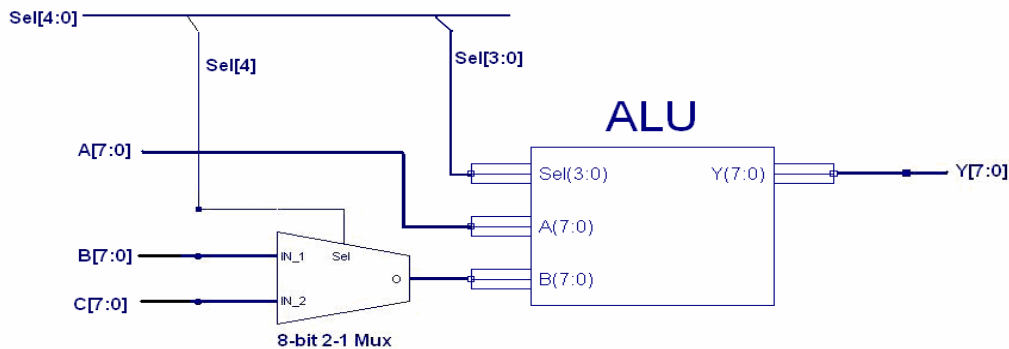 Sel[4:0]
Sel[4]
Sel[3:0]
ALU
A[7:0]
Sel(3:0)
Y(7:0)
Y[7:0]
A(7:0)
B[7:0]
IN_1
Sel
O
B(7:0)
C[7:0]
IN_2
8-bit 2-1 Mux